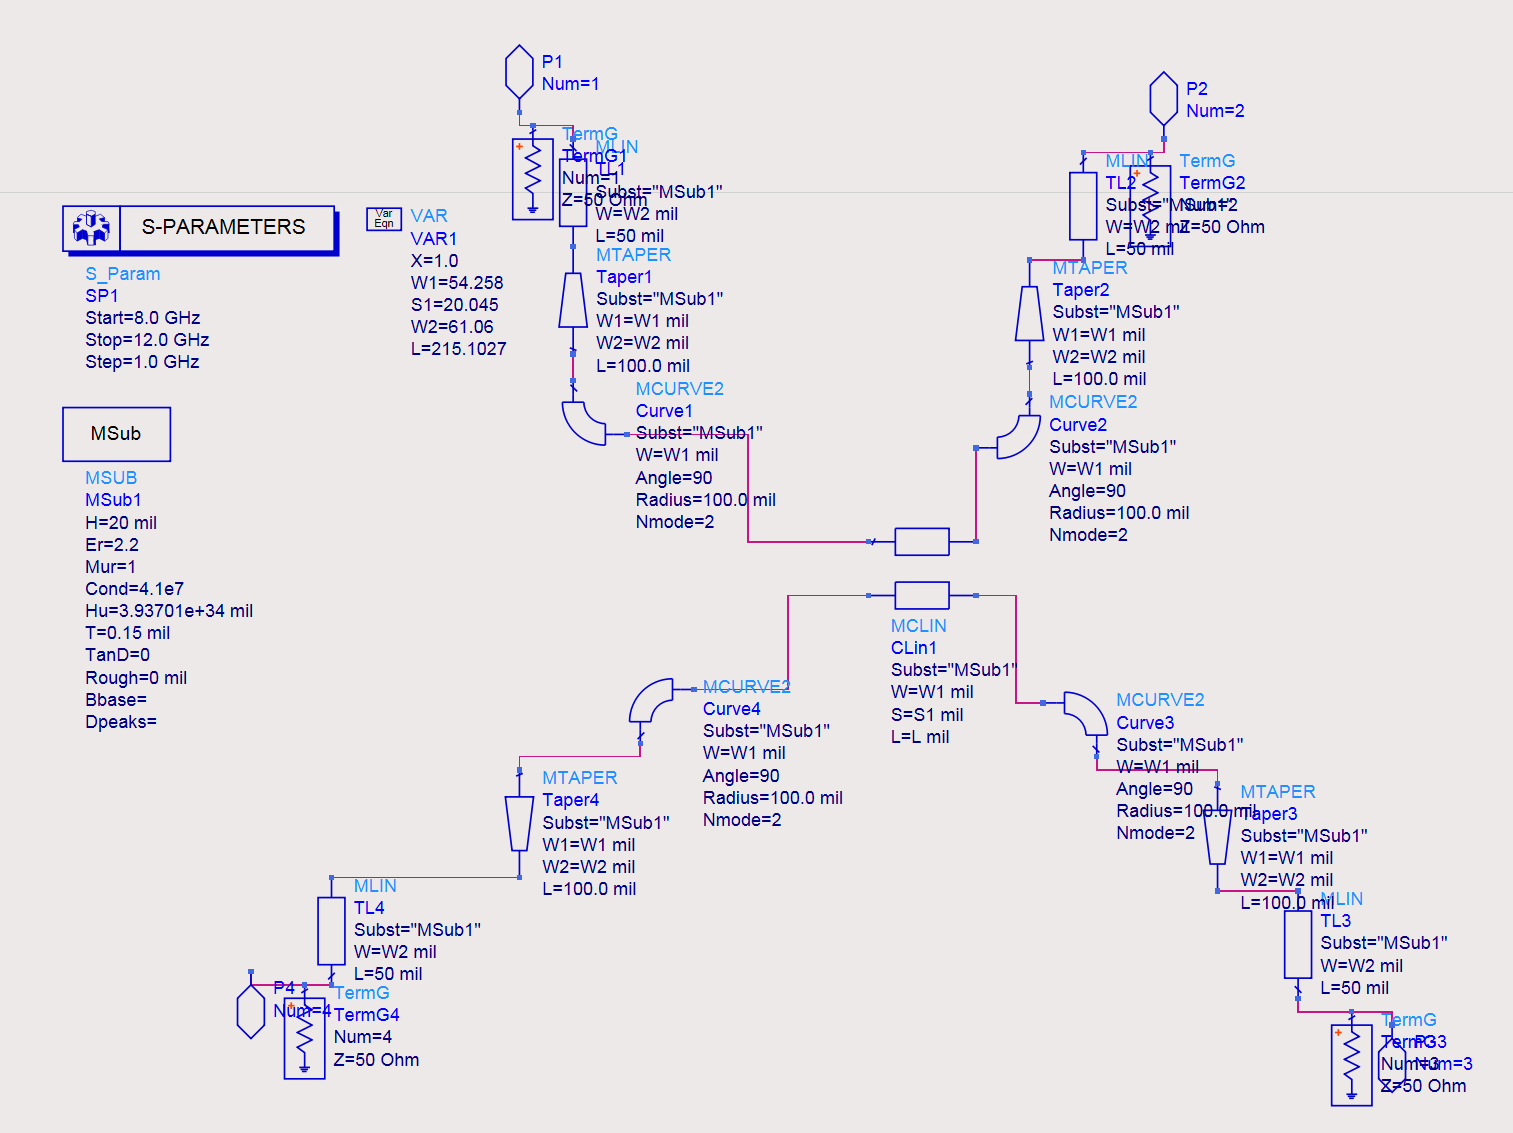 P1
Num=1
P2
Num=2
TermG
TermG1
Num=1
Z=50 Ohm
MLIN
TL1
Subst="MSub1"
W=W2 mil
L=50 mil
MLIN
TL2
Subst="MSub1"
W=W2 mil
L=50 mil
TermG
TermG2
Num=2
Z=50 Ohm
S-PARAMETERS
S_Param
SP1
Start=8.0 GHz
Stop=12.0 GHz
Step=1.0 GHz
Var
Eqn
VAR
VAR1
X=1.0
W1=54.258
S1=20.045
W2=61.06
L=215.1027
MTAPER
Taper1
Subst="MSub1"
W1=W1 mil
W2=W2 mil
L=100.0 mil
MTAPER
Taper2
Subst="MSub1"
W1=W1 mil
W2=W2 mil
L=100.0 mil
MCURVE2
Curve1
Subst="MSub1"
W=W1 mil
Angle=90
Radius=100.0 mil
Nmode=2
MCURVE2
Curve2
Subst="MSub1"
W=W1 mil
Angle=90
Radius=100.0 mil
Nmode=2
MSub
MSUB
MSub1
H=20 mil
Er=2.2
Mur=1
Cond=4.1e7
Hu=3.93701e+34 mil
T=0.15 mil
TanD=0
Rough=0 mil
Bbase=
Dpeaks=
MCLIN
CLin1
Subst="MSub1"
W=W1 mil
S=S1 mil
L=L mil
MCURVE2
Curve4
Subst="MSub1"
W=W1 mil
Angle=90
Radius=100.0 mil
Nmode=2
MCURVE2
Curve3
Subst="MSub1"
W=W1 mil
Angle=90
Radius=100.0 mil
Nmode=2
MTAPER
Taper4
Subst="MSub1"
W1=W1 mil
W2=W2 mil
L=100.0 mil
MTAPER
Taper3
Subst="MSub1"
W1=W1 mil
W2=W2 mil
L=100.0 mil
MLIN
TL4
Subst="MSub1"
W=W2 mil
L=50 mil
MLIN
TL3
Subst="MSub1"
W=W2 mil
L=50 mil
P4
Num=4
TermG
TermG4
Num=4
Z=50 Ohm
TermG
TermG3
Num=3
Z=50 Ohm
P3
Num=3